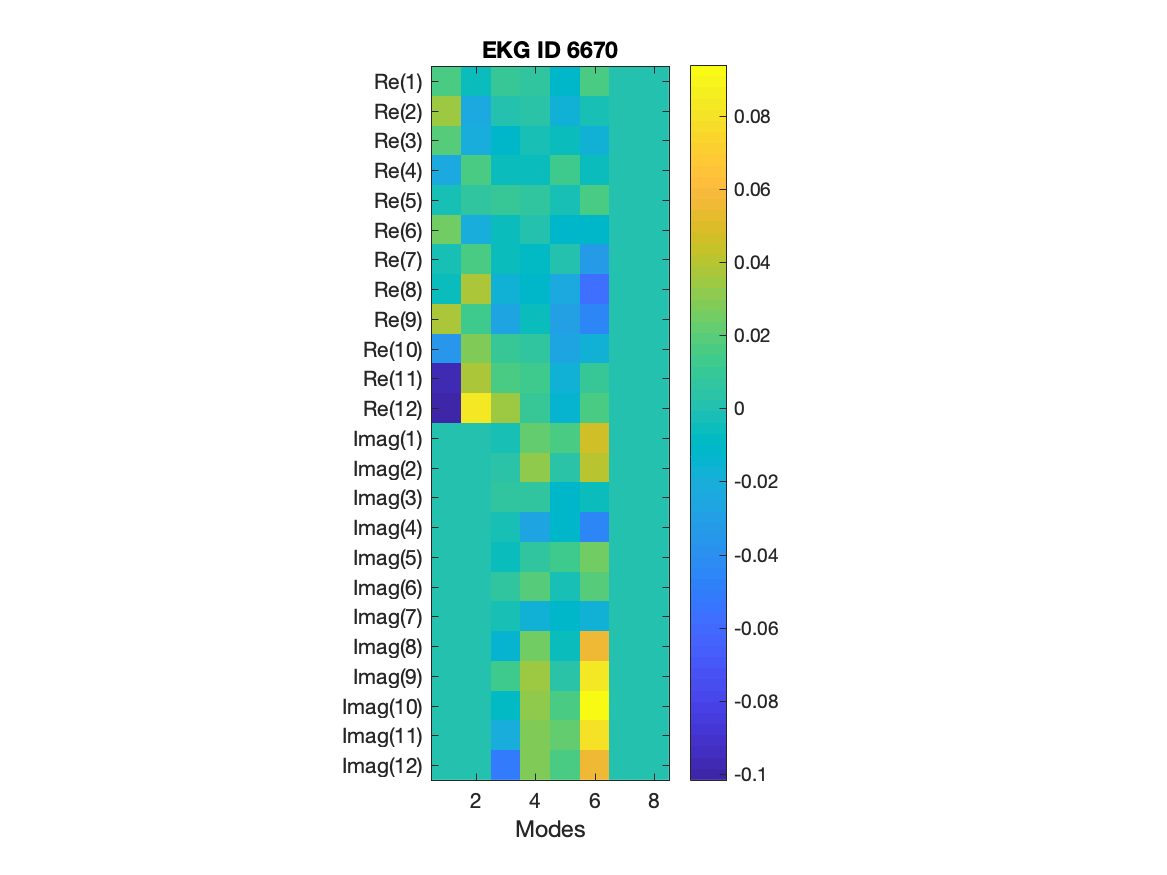 EKG ID 6670
Re(1)
Re(2)
Re(3)
Re(4)
Re(5)
Re(6)
Re(7)
Re(8)
Re(9)
Re(10)
Re(11)
Re(12)
Imag(1)
Imag(2)
Imag(3)
Imag(4)
Imag(5)
Imag(6)
Imag(7)
Imag(8)
Imag(9)
Imag(10)
Imag(11)
Imag(12)
2 4 6 8
Modes
0.08
0.06
0.04
0.02
0
-0.02
-0.04
-0.06
-0.08
-0.1